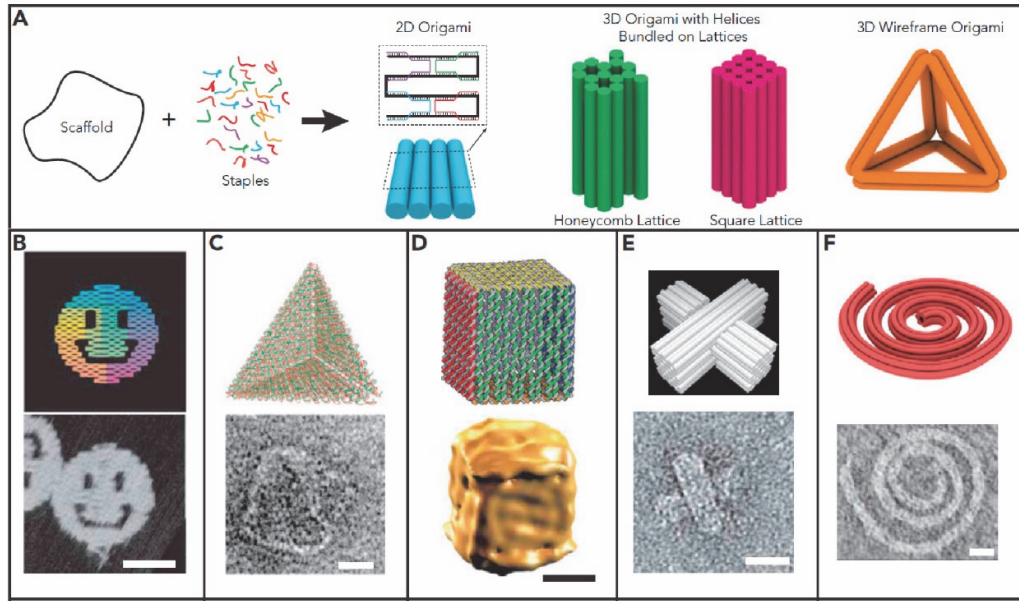 A
2D Origami
3D Origami with Helices
Bundled on Lattices
3D Wireframe Origami
Scaffold
+
Staples
Honeycomb Lattice
Square Lattice
B
C
D
E
F